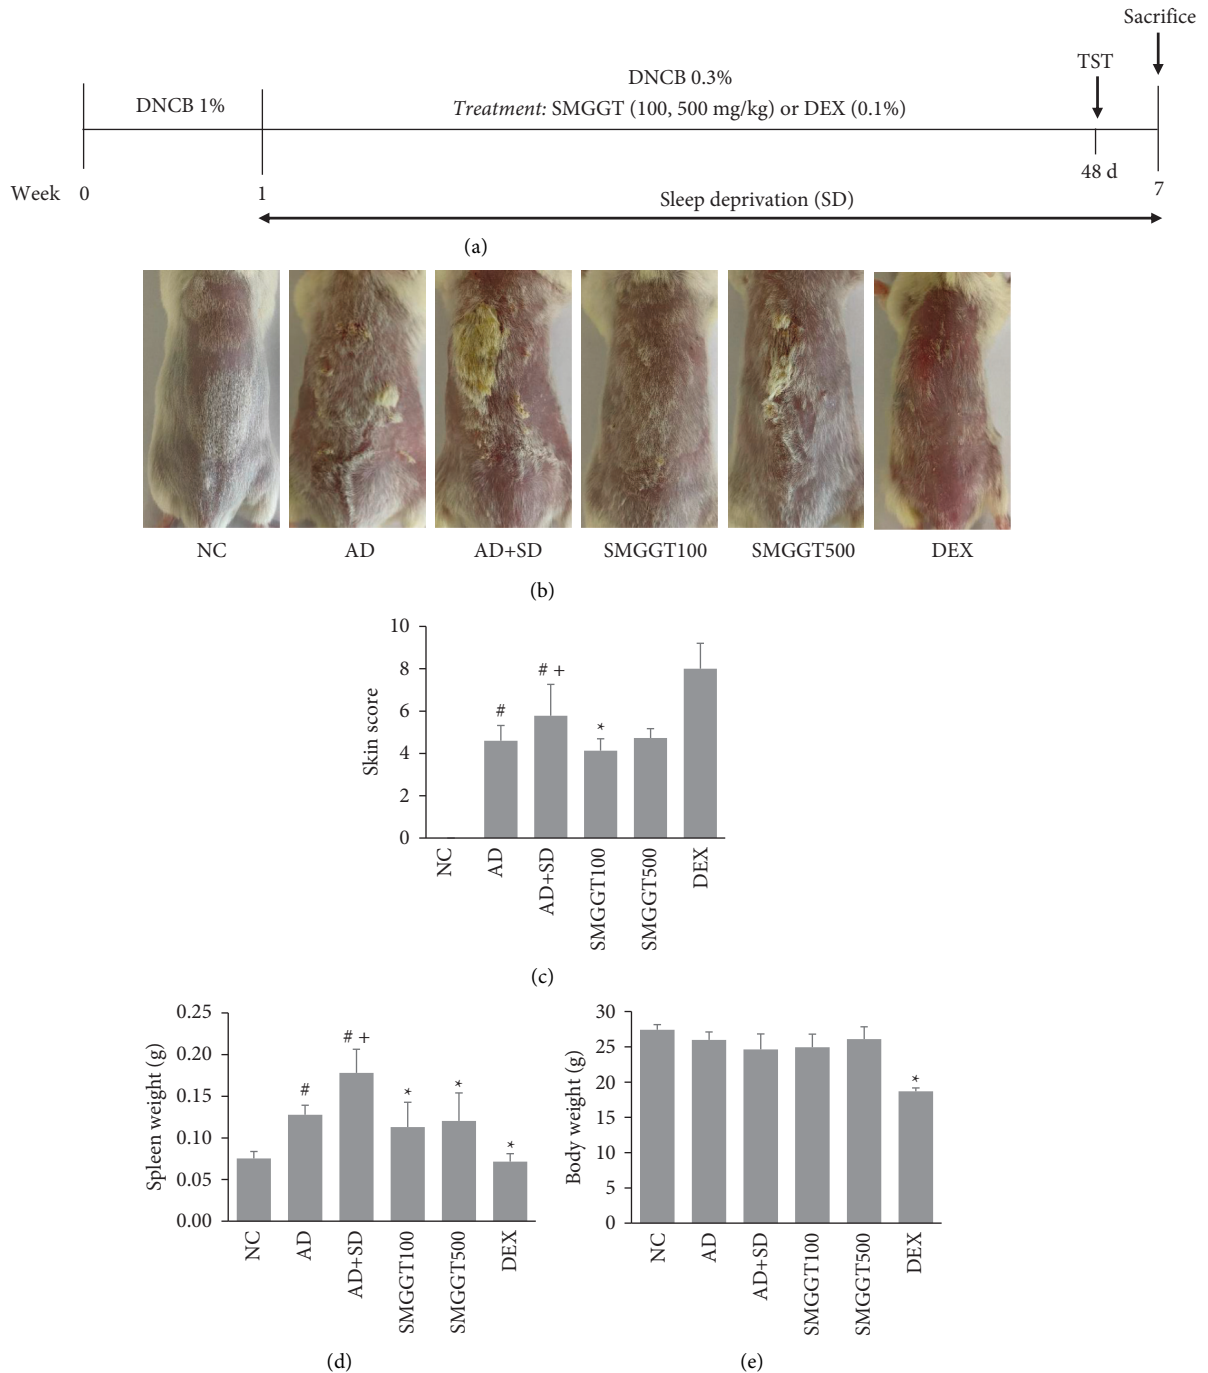 Sacrifice
TST
DNCB 0.3%
DNCB 1%
Treatment: SMGGT (100, 500 mg/kg) or DEX (0.1%)
48 d
Week 0 1 7
Sleep deprivation (SD)
(a)
NC AD AD+SD SMGGT100 SMGGT500 DEX
(b)
Skin score
10
8
6
4
2
0
#
# +
*
NC AD AD+SD SMGGT100 SMGGT500 DEX
(c)
Spleen weight (g)
0.25
0.20
0.15
0.10
0.05
0.00
#
# +
*
*
*
NC AD AD+SD SMGGT100 SMGGT500 DEX
(d)
Body weight (g)
30
25
20
15
10
5
0
*
NC AD AD+SD SMGGT100 SMGGT500 DEX
(e)